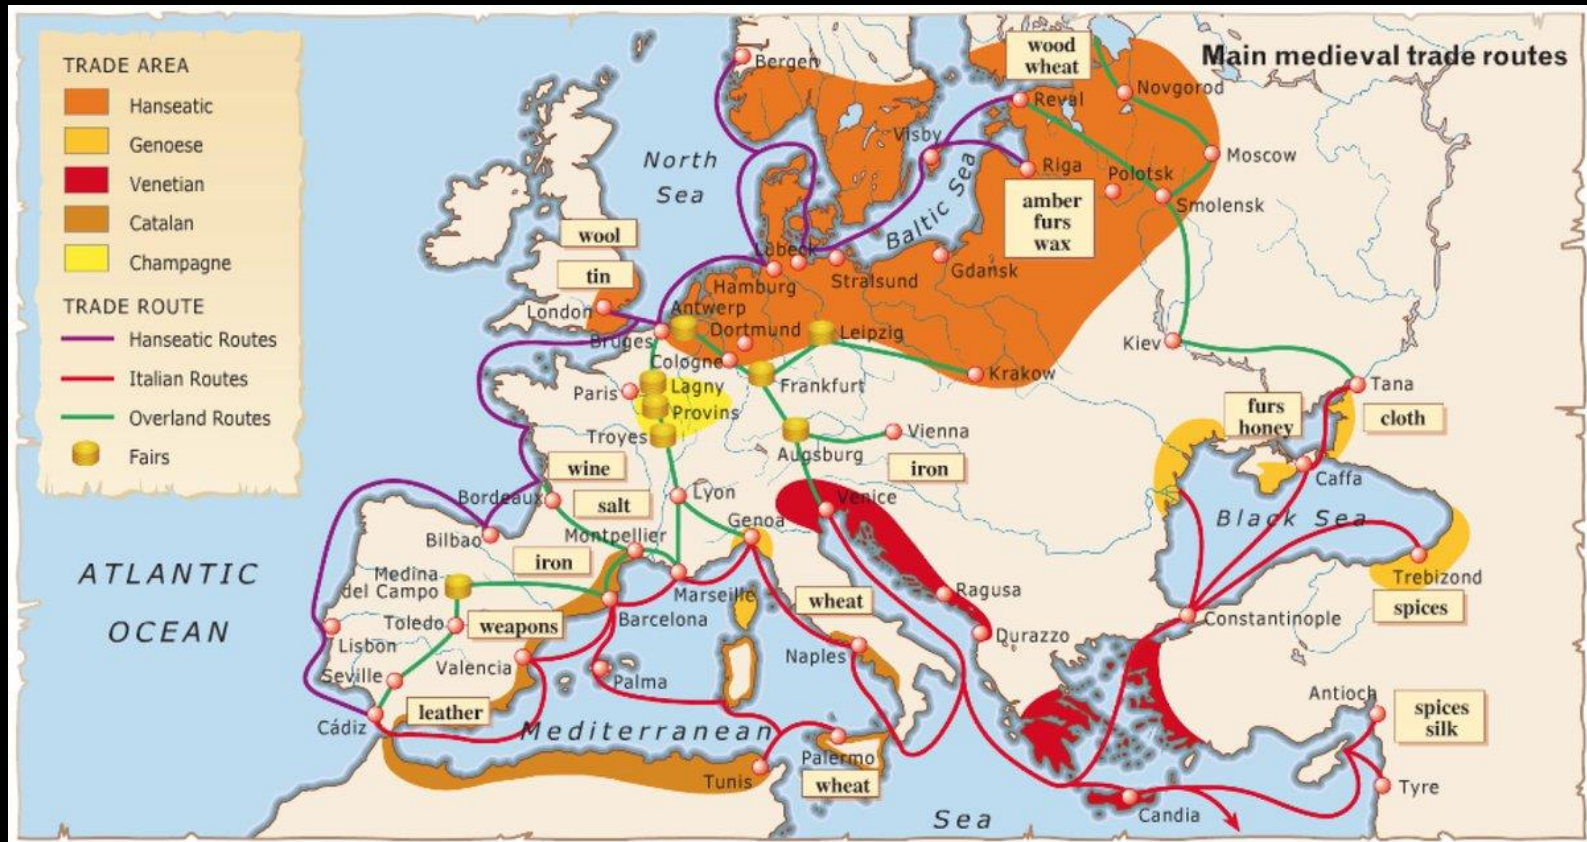 Main medieval trade routes
TRADE AREA
Hanseatic
Genoese
Venetian
Catalan
Champagne
TRADE ROUTE
Hanseatic Routes
Italian Routes
Overland Routes
Fairs
Bergen
wood
wheat
Novgorod
Reval
Visby
Moscow
North
Sea
Riga
Polotsk
Baltic Sea
amber
furs
wax
Smolensk
wool
tin
Lübeck
Gdańsk
Hamburg
Stralsund
London
Antwerp
Dortmund
Leipzig
Bruges
Kiev
Cologne
Krakow
Paris
Lagny
Frankfurt
Tana
Provins
furs
honey
cloth
Troyes
Vienna
Augsburg
wine
iron
Caffa
Bordeaux
salt
Lyon
Venice
Genoa
Black Sea
Bilbao
Montpellier
iron
ATLANTIC
OCEAN
Medina
del Campo
Marseille
Ragusa
Trebizond
wheat
spices
Toledo
weapons
Barcelona
Constantinople
Lisbon
Durazzo
Valencia
Naples
Seville
Palma
Antioch
leather
spices
silk
Cádiz
Mediterranean
Palermo
wheat
Tunis
Tyre
Candia
Sea